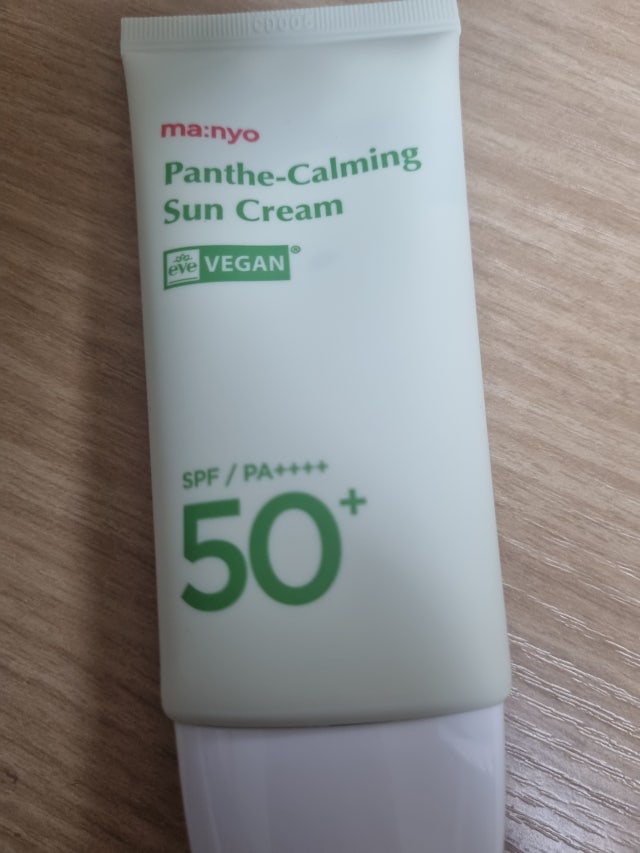 ma:nyo
Panthe-Calming
Sun Cream
eve VEGAN®
SPF / PA++++
50+